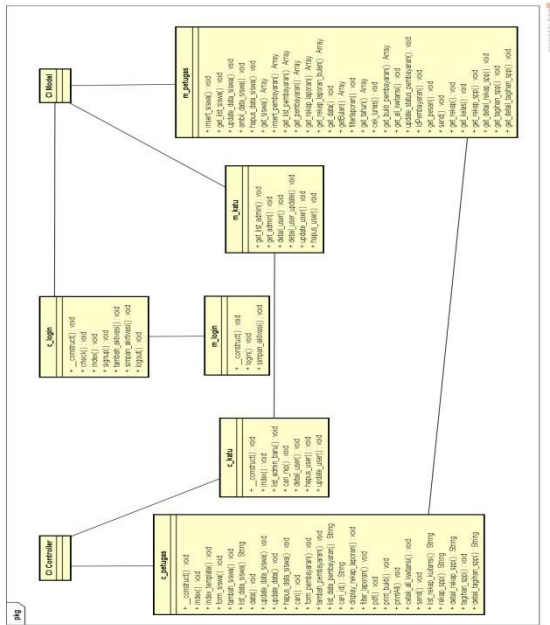 pkg
CI Controller
c_petugas
+ __construct() : void
+ index() : void
+ index_template() : void
+ form_siswa() : void
+ tambah_siswa() : void
+ list_data_siswa() : String
+ data() : void
+ update_data_siswa() : void
+ update_data() : void
+ hapus_data_siswa() : void
+ cari() : void
+ form_pembayaran() : void
+ tambah_pembayaran() : void
+ list_data_pembayaran() : String
+ cari_id() : String
+ display_rekap_laporan() : void
+ filter_laporan() : void
+ pdf() : void
+ print_bukti() : void
+ printAll() : void
+ cetak_all_kwitansi() : void
+ send() : void
+ list_rekap_kwitansi() : String
+ rekap_spp() : String
+ detail_rekap_spp() : String
+ tagihan_spp() : void
+ detail_tagihan_spp() : String
c_katu
+ __construct() : void
+ index() : void
+ list_admin_baru() : void
+ cari_nip() : void
+ detail_user() : void
+ hapus_user() : void
+ update_user() : void
c_login
+ __construct() : void
+ check() : void
+ index() : void
+ signup() : void
+ tambah_aktivasi() : void
+ simpan_aktivasi() : void
+ logout() : void
m_login
+ __construct() : void
+ login() : void
+ simpan_aktivasi() : void
m_katu
+ get_list_admin() : void
+ get_admin() : void
+ detail_user() : void
+ detail_user_update() : void
+ update_user() : void
+ hapus_user() : void
CI Model
m_petugas
+ insert_siswa() : void
+ get_list_siswa() : void
+ update_data_siswa() : void
+ ambil_data_siswa() : void
+ hapus_data_siswa() : void
+ get_siswa() : Array
+ insert_pembayaran() : Array
+ get_list_pembayaran() : Array
+ get_pembayaran() : Array
+ get_rekap_laporan() : Array
+ get_rekap_laporan_bulan() : Array
+ get_data() : void
+ getBulan() : Array
+ filterlaporan() : void
+ get_tahun() : Array
+ cek_lunas() : void
+ get_bukti_pembayaran() : Array
+ get_all_kwitansi() : void
+ update_status_pembayaran() : void
+ idPembayaran() : void
+ get_pesan() : void
+ send() : void
+ get_rekap() : void
+ get_kelas() : void
+ get_rekap_spp() : void
+ get_detail_rekap_spp() : void
+ get_tagihan_spp() : void
+ get_detail_tagihan_spp() : void